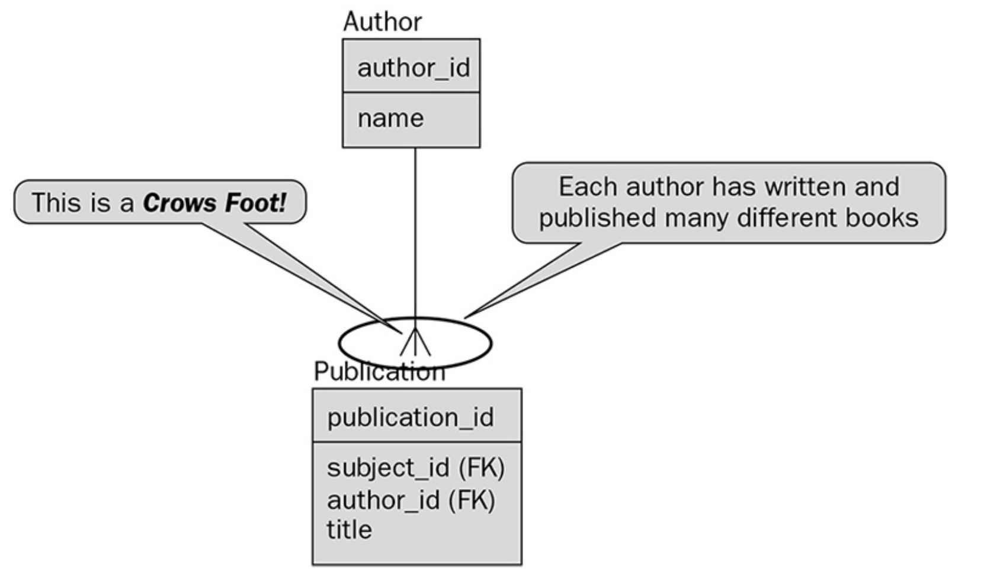 Author
author_id
name
This is a Crows Foot!
Each author has written and
published many different books
Publication
publication_id
subject_id (FK)
author_id (FK)
title